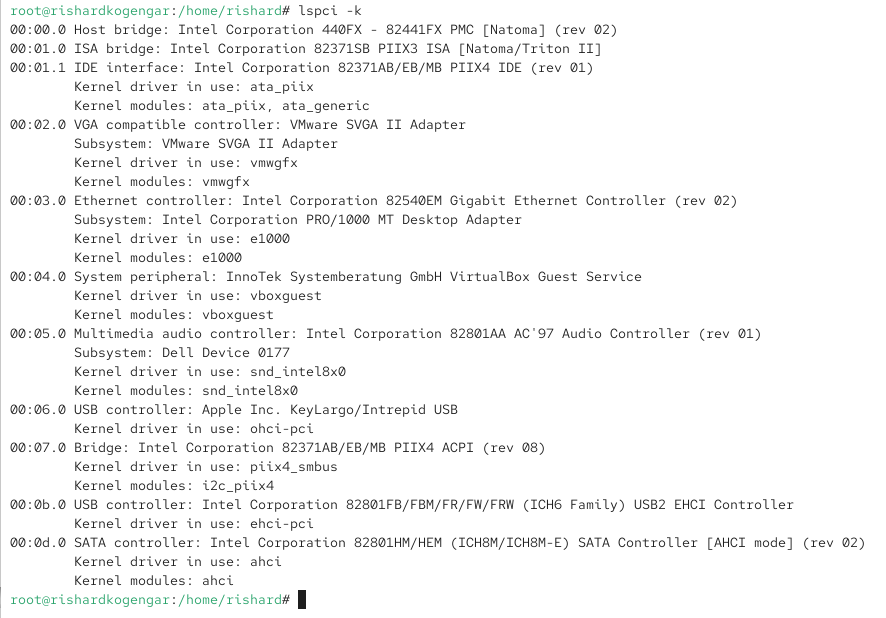 root@rishardkogengar:/home/rishard# lspci -k
00:00.0 Host bridge: Intel Corporation 440FX - 82441FX PMC [Natoma] (rev 02)
00:01.0 ISA bridge: Intel Corporation 82371SB PIIX3 ISA [Natoma/Triton II]
00:01.1 IDE interface: Intel Corporation 82371AB/EB/MB PIIX4 IDE (rev 01)
        Kernel driver in use: ata_piix
        Kernel modules: ata_piix, ata_generic
00:02.0 VGA compatible controller: VMware SVGA II Adapter
        Subsystem: VMware SVGA II Adapter
        Kernel driver in use: vmwgfx
        Kernel modules: vmwgfx
00:03.0 Ethernet controller: Intel Corporation 82540EM Gigabit Ethernet Controller (rev 02)
        Subsystem: Intel Corporation PRO/1000 MT Desktop Adapter
        Kernel driver in use: e1000
        Kernel modules: e1000
00:04.0 System peripheral: InnoTek Systemberatung GmbH VirtualBox Guest Service
        Kernel driver in use: vboxguest
        Kernel modules: vboxguest
00:05.0 Multimedia audio controller: Intel Corporation 82801AA AC'97 Audio Controller (rev 01)
        Subsystem: Dell Device 0177
        Kernel driver in use: snd_intel8x0
        Kernel modules: snd_intel8x0
00:06.0 USB controller: Apple Inc. KeyLargo/Intrepid USB
        Kernel driver in use: ohci-pci
00:07.0 Bridge: Intel Corporation 82371AB/EB/MB PIIX4 ACPI (rev 08)
        Kernel driver in use: piix4_smbus
        Kernel modules: i2c_piix4
00:0b.0 USB controller: Intel Corporation 82801FB/FBM/FR/FW/FRW (ICH6 Family) USB2 EHCI Controller
        Kernel driver in use: ehci-pci
00:0d.0 SATA controller: Intel Corporation 82801HM/HEM (ICH8M/ICH8M-E) SATA Controller [AHCI mode] (rev 02)
        Kernel driver in use: ahci
        Kernel modules: ahci
root@rishardkogengar:/home/rishard#